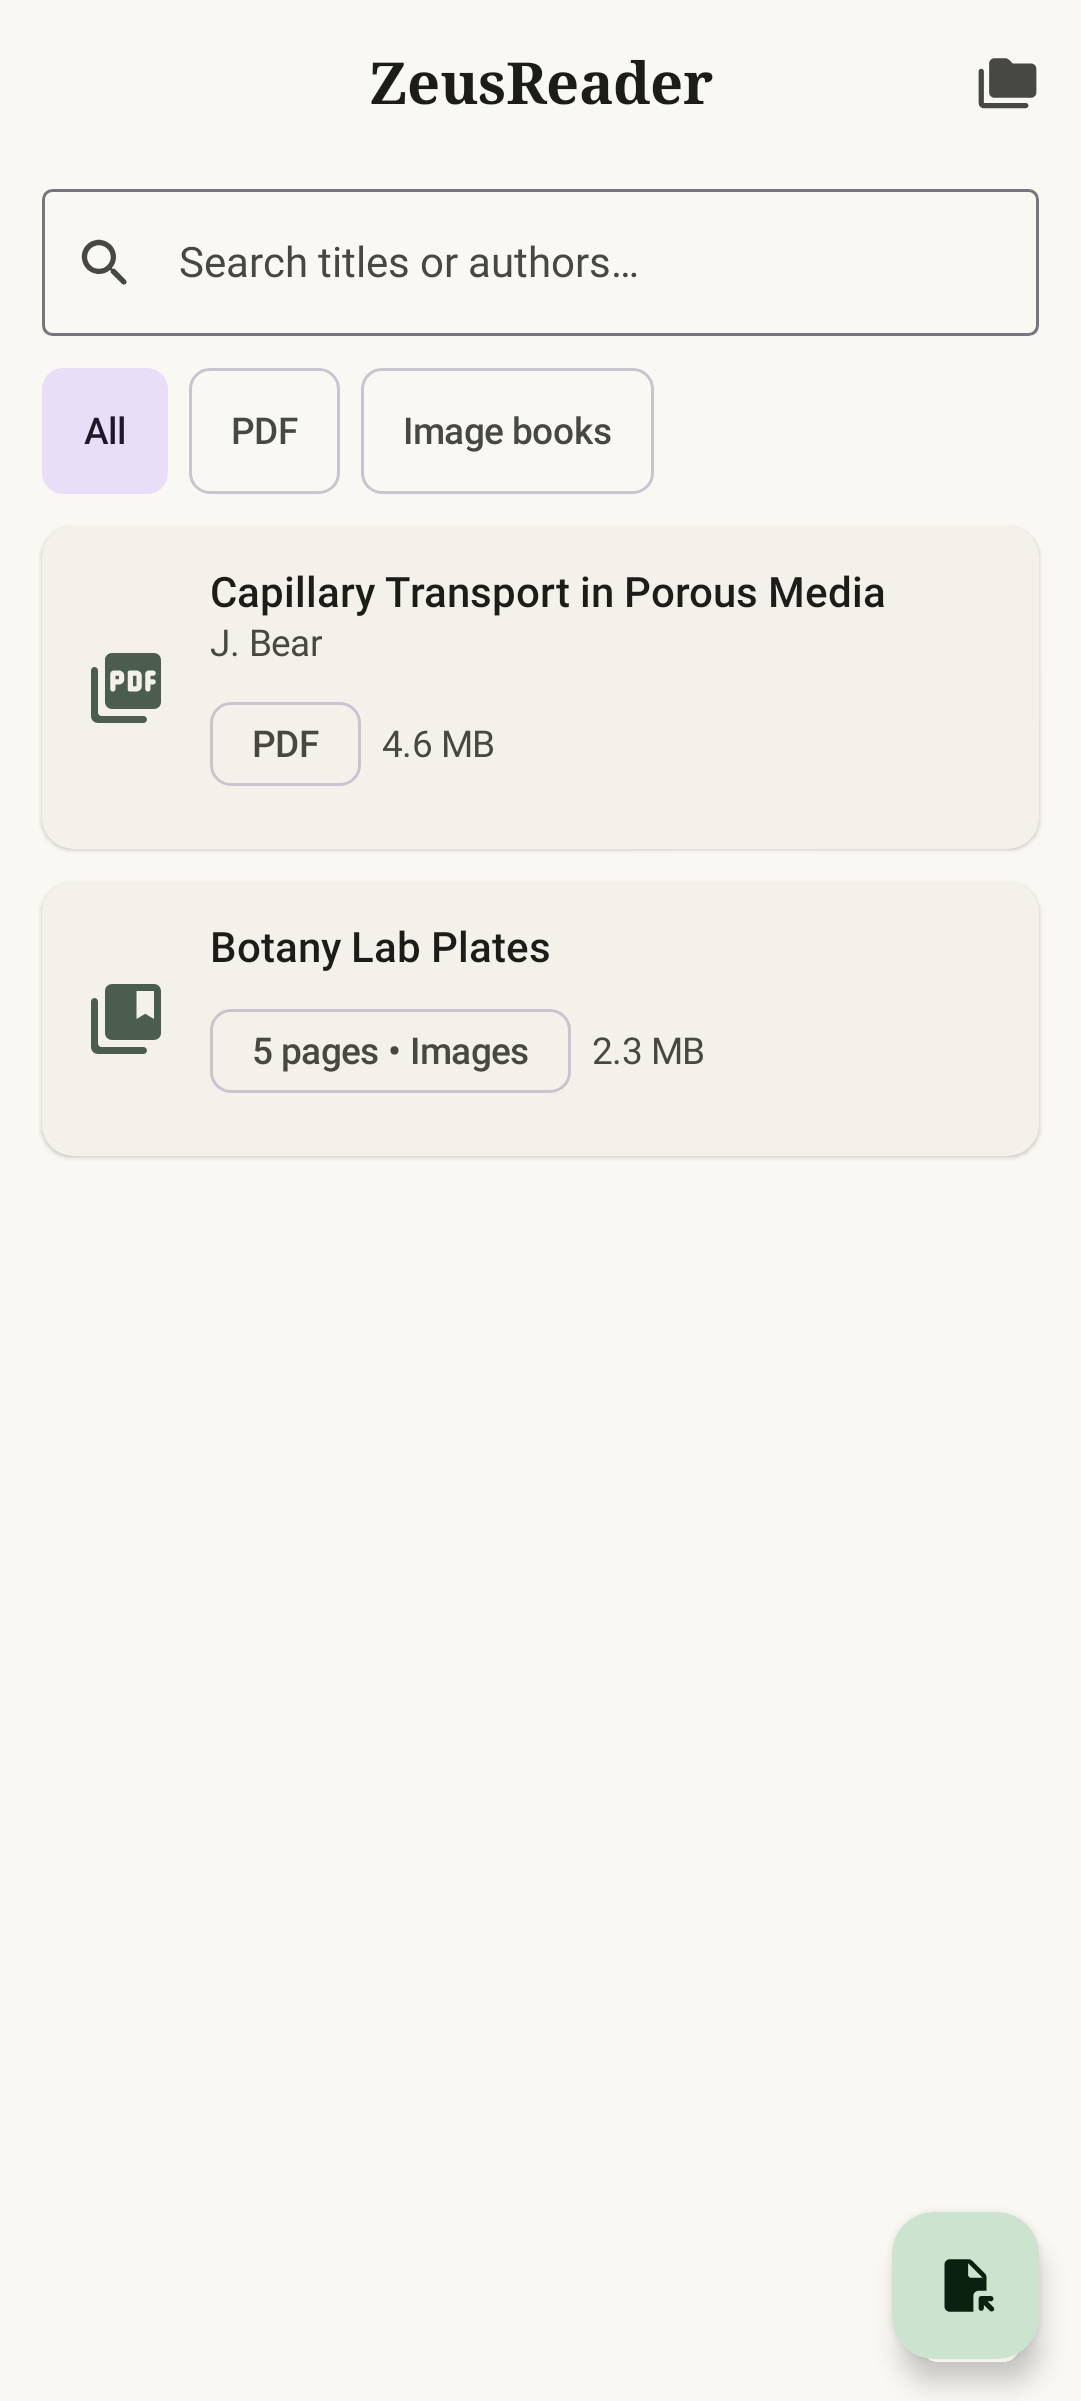 ZeusReader
Search titles or authors...
All
PDF
Image books
Capillary Transport in Porous Media
J. Bear
PDF
PDF
4.6 MB
Botany Lab Plates
5 pages • Images
2.3 MB